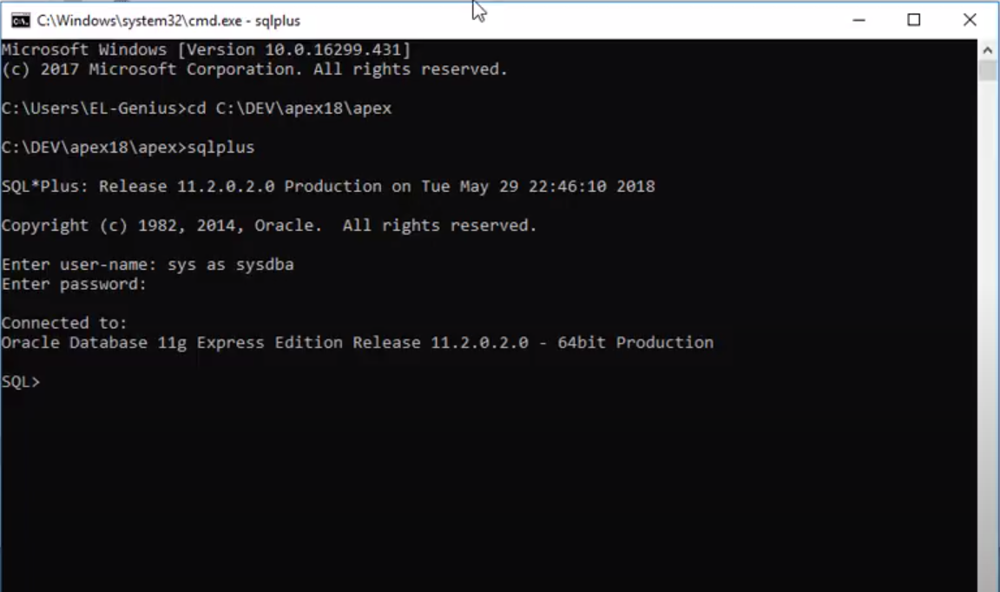 C:\Windows\system32\cmd.exe - sqlplus
Microsoft Windows [Version 10.0.16299.431]
(c) 2017 Microsoft Corporation. All rights reserved.
C:\Users\EL-Genius>cd C:\DEV\apex18\apex
C:\DEV\apex18\apex>sqlplus
SQL*Plus: Release 11.2.0.2.0 Production on Tue May 29 22:46:10 2018
Copyright (c) 1982, 2014, Oracle.  All rights reserved.
Enter user-name: sys as sysdba
Enter password:
Connected to:
Oracle Database 11g Express Edition Release 11.2.0.2.0 - 64bit Production
SQL>